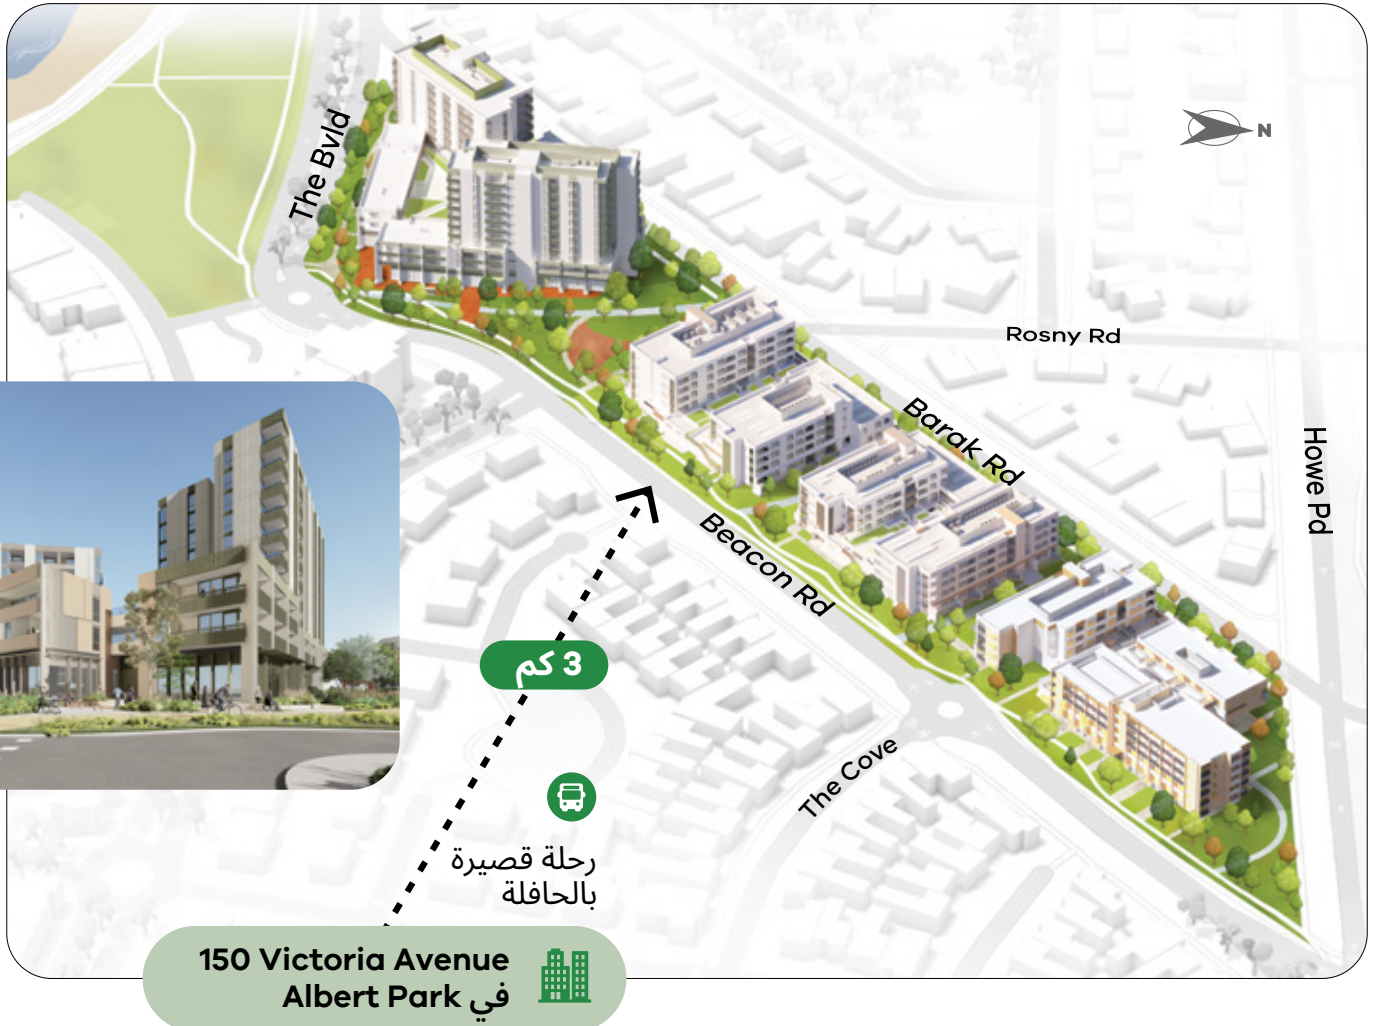 The Bvld
N
Rosny Rd
Barak Rd
Howe Pd
Beacon Rd
3 كم
The Cove
رحلة قصيرة
بالحافلة
150 Victoria Avenue
في Albert Park